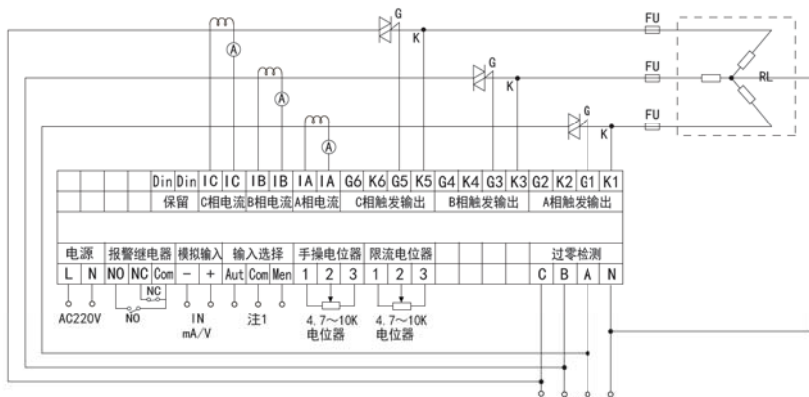 G FU
K
A G FU
K RL
A G FU
A K
Din Din IC IC IB IB IA IA G6 K6 G5 K5 G4 K4 G3 K3 G2 K2 G1 K1
保留 C相电流 B相电流 A相电流 C相触发输出 B相触发输出 A相触发输出
电源 报警继电器 模拟输入 输入选择 手操电位器 限流电位器 过零检测
L N NO NC Com - + Aut Com Men 1 2 3 1 2 3 C B A N
NC
AC220V NO IN 注1 4.7～10K 4.7～10K
mA/V 电位器 电位器